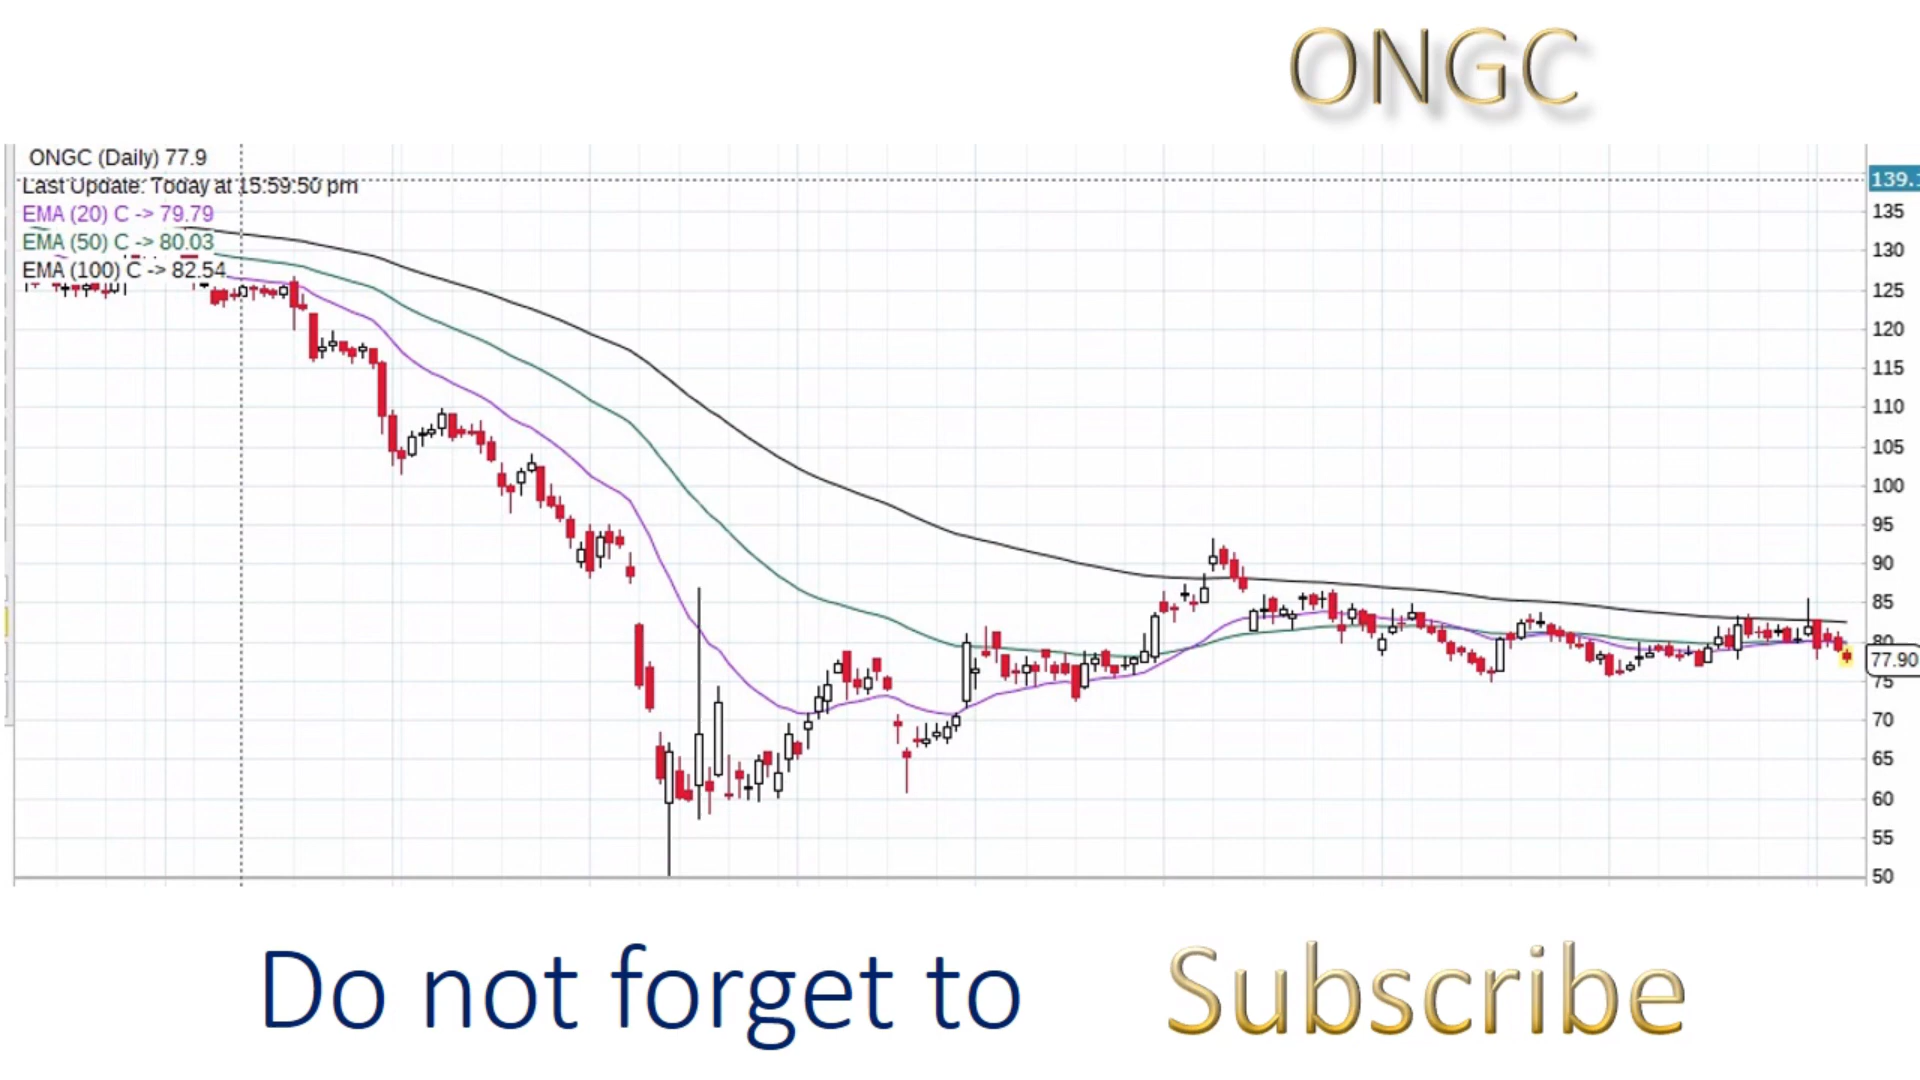 ONGC
ONGC (Daily) 77.9
Last Update: Today at 15:59:50 pm
EMA (20) C -> 79.79
EMA (50) C -> 80.03
EMA (100) C -> 82.54
135
130
125
120
115
110
105
100
95
90
85
80
77.90
75
70
65
60
55
50
Do not forget to Subscribe